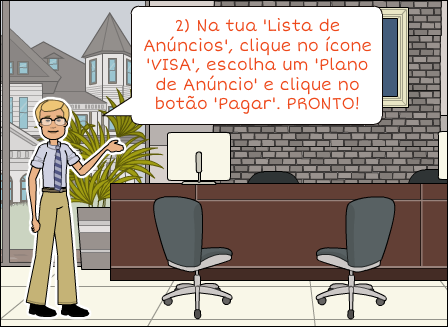 2) Na tua 'Lista de
Anúncios', clique no ícone
'VISA', escolha um 'Plano
de Anúncio' e clique no
botão 'Pagar'. PRONTO!